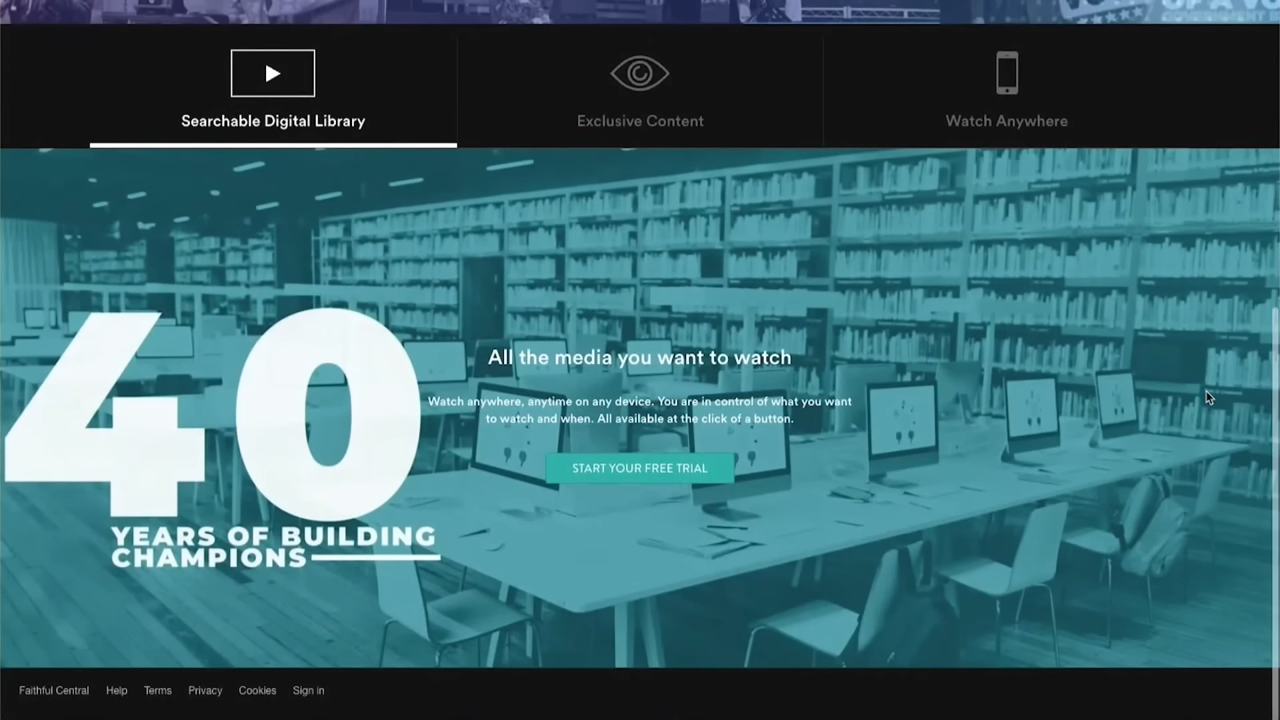 OF A VO
Searchable Digital Library
Exclusive Content
Watch Anywhere
All the media you want to watch
Watch anywhere, anytime on any device. You are in control of what you want
to watch and when. All available at the click of a button.
START YOUR FREE TRIAL
40
YEARS OF BUILDING
CHAMPIONS
Faithful Central Help Terms Privacy Cookies Sign in